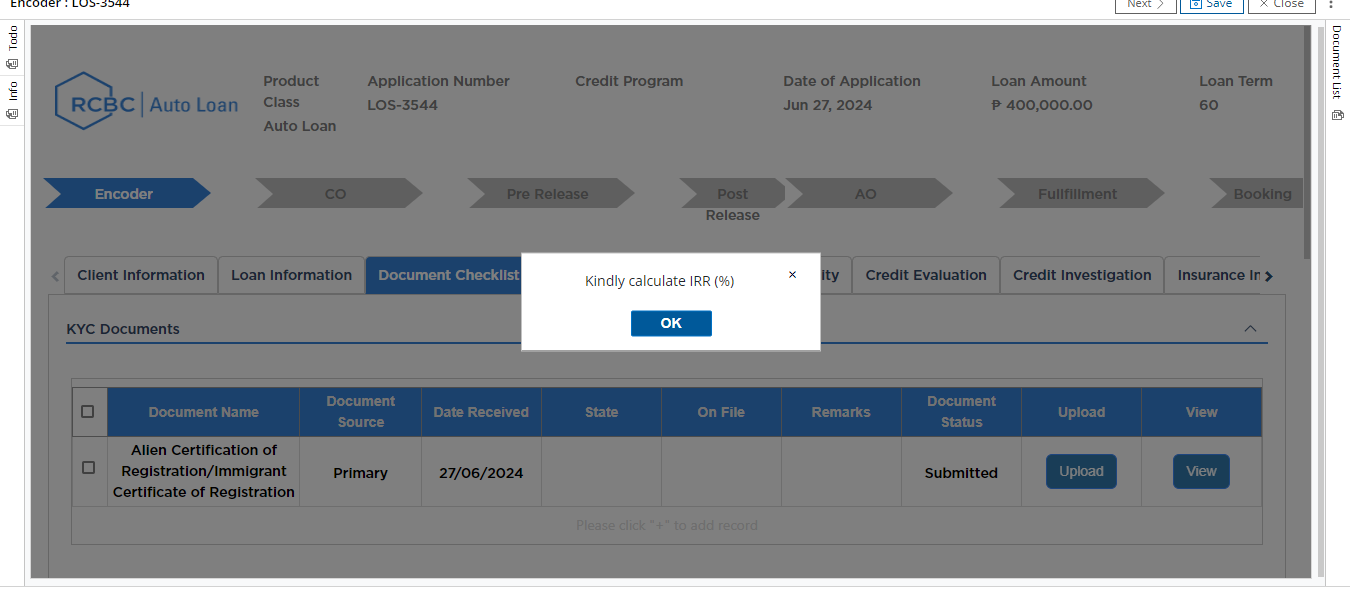 Encoder : LOS-3544
Next
Save
Close
Todo
Info
Document List
RCBC | Auto Loan
Product Class
Auto Loan
Application Number
LOS-3544
Credit Program
Date of Application
Jun 27, 2024
Loan Amount
₱ 400,000.00
Loan Term
60
Encoder
CO
Pre Release
Post
Release
AO
Fullfillment
Booking
Client Information
Loan Information
Document Checklist
ity
Credit Evaluation
Credit Investigation
Insurance In
Kindly calculate IRR (%)
OK
KYC Documents
Document Name
Document
Source
Date Received
State
On File
Remarks
Document
Status
Upload
View
Alien Certification of
Registration/Immigrant
Certificate of Registration
Primary
27/06/2024
Submitted
Upload
View
Please click "+" to add record